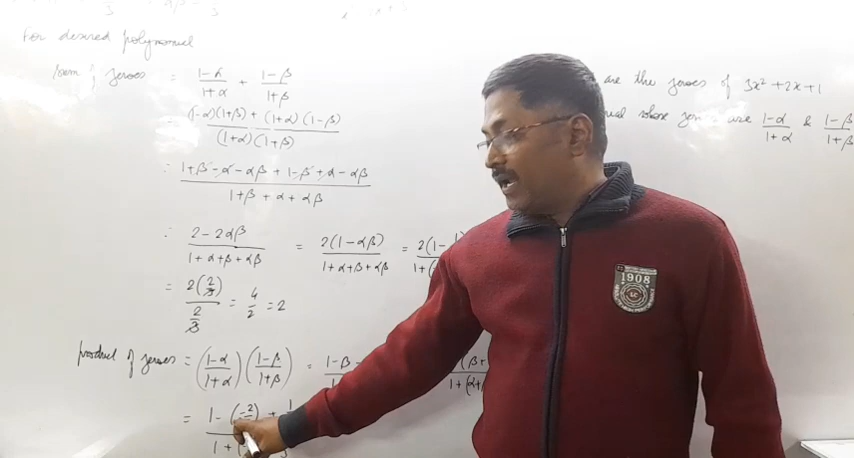 for desired polynomial
Sum of zeroes = (1-α)/(1+α) + (1-β)/(1+β)
= ((1-α)(1+β) + (1+α)(1-β))/((1+α)(1+β))
= (1+β-α-αβ + 1-β+α-αβ)/(1+β+α+αβ)
= (2-2αβ)/(1+α+β+αβ) = 2(1-αβ)/(1+α+β+αβ) =
= 2(2/3)/(2/3) = 4/2 = 2
product of zeroes = ((1-α)/(1+α)) ((1-β)/(1+β)) =
= 1-(-2
are the zeroes of 3x²+2x+1
whose zeroes are (1-α)/(1+α) & (1-β)/(1+β)
1908